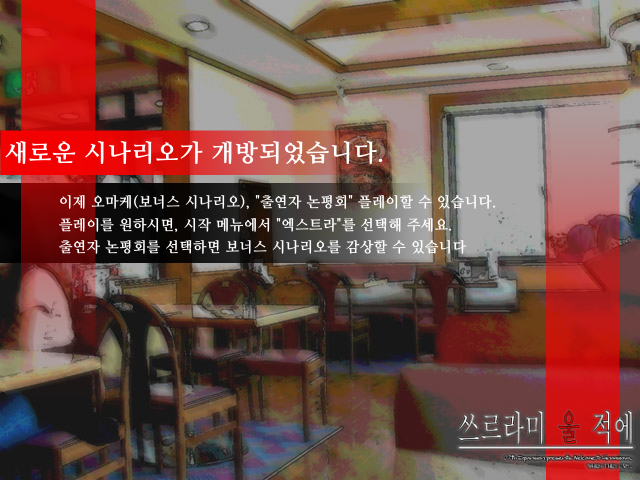 새로운 시나리오가 개방되었습니다.
이제 오마케(보너스 시나리오), "출연자 논평회" 플레이할 수 있습니다.
플레이를 원하시면, 시작 메뉴에서 "엑스트라"를 선택해 주세요.
출연자 논평회를 선택하면 보너스 시나리오를 감상할 수 있습니다
쓰르라미 울 적에